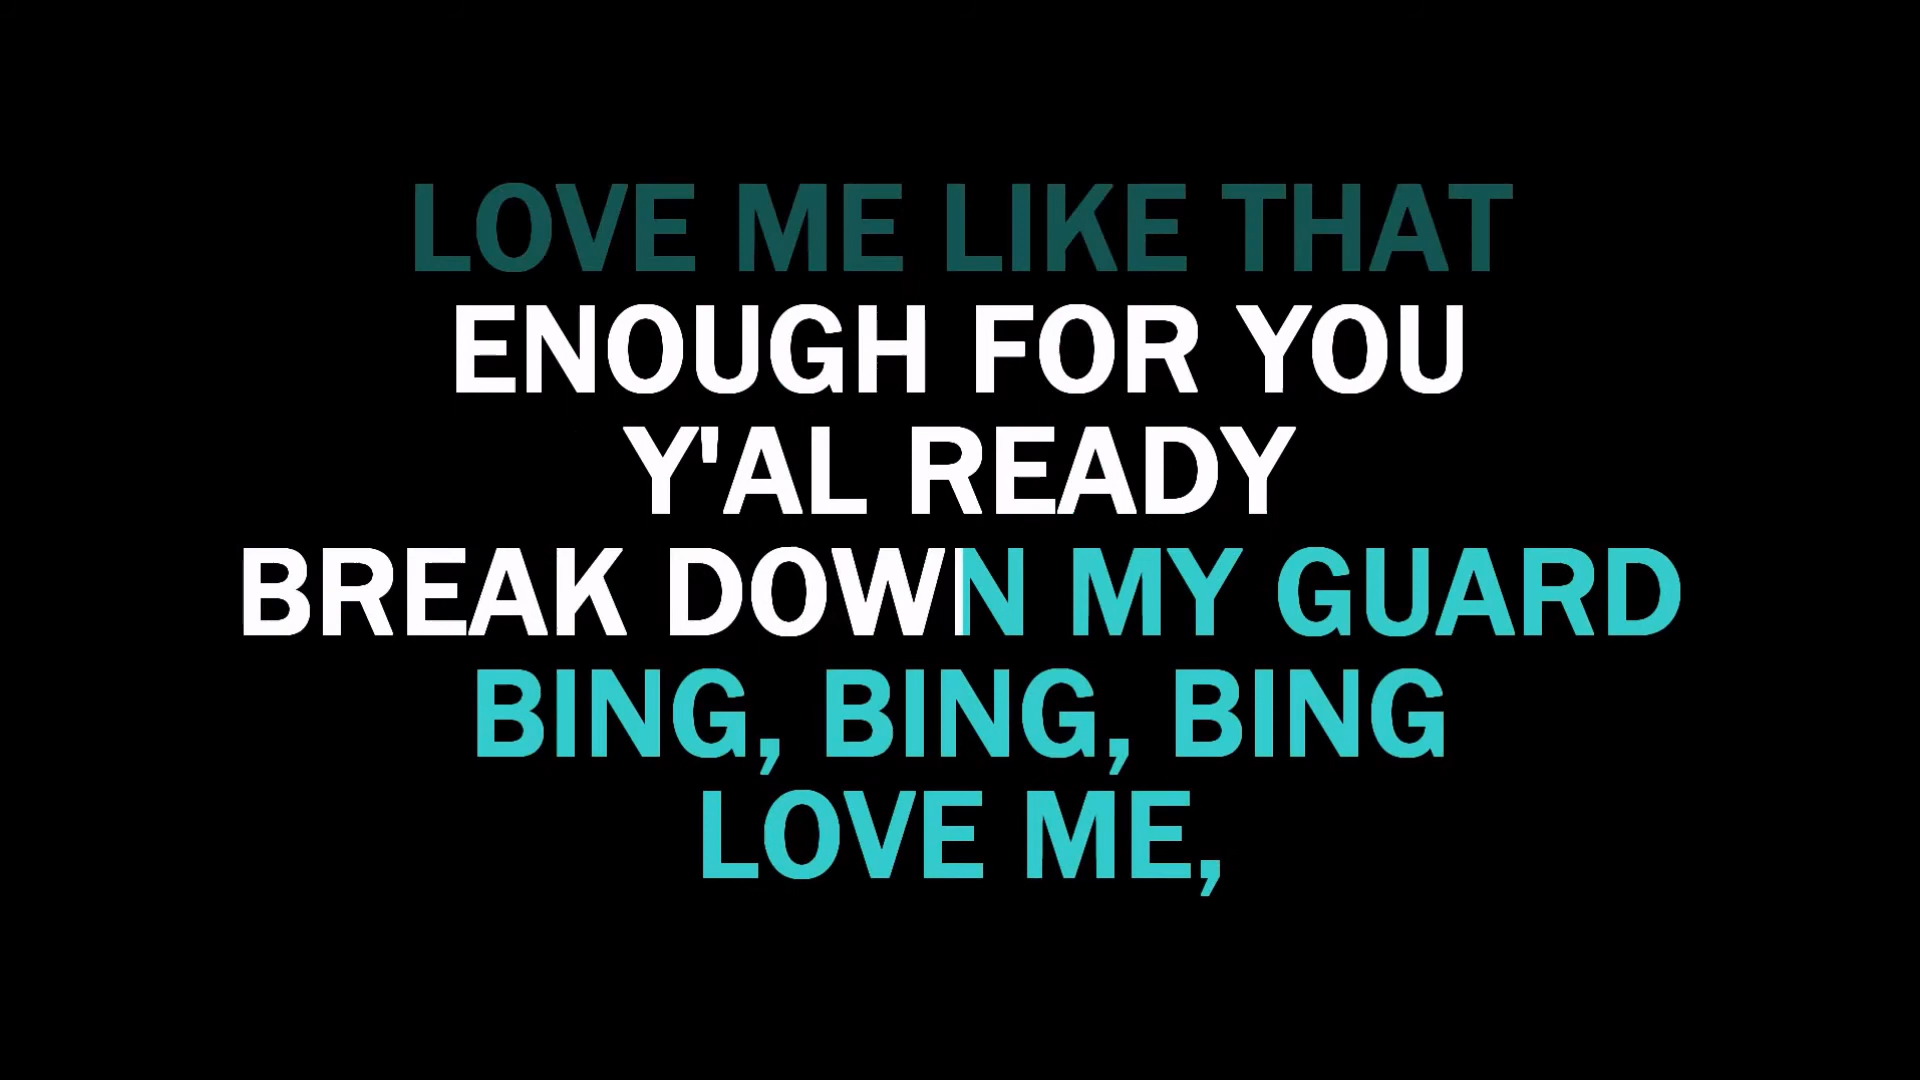 LOVE ME LIKE THAT
ENOUGH FOR YOU
Y'AL READY
BREAK DOWN MY GUARD
BING, BING, BING
LOVE ME,